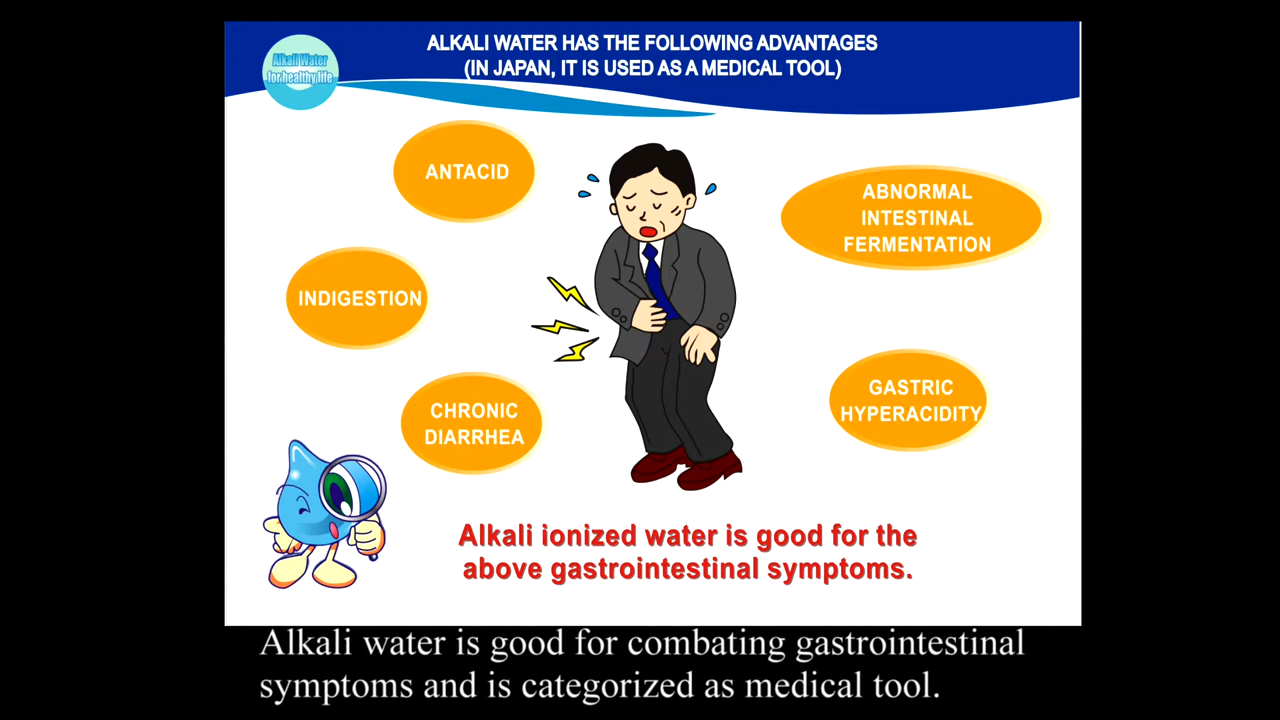 ALKALI WATER HAS THE FOLLOWING ADVANTAGES
(IN JAPAN, IT IS USED AS A MEDICAL TOOL)
Alkali Water
for healthy life
ANTACID
ABNORMAL
INTESTINAL
FERMENTATION
INDIGESTION
GASTRIC
HYPERACIDITY
CHRONIC
DIARRHEA
Alkali ionized water is good for the
above gastrointestinal symptoms.
Alkali water is good for combating gastrointestinal
symptoms and is categorized as medical tool.